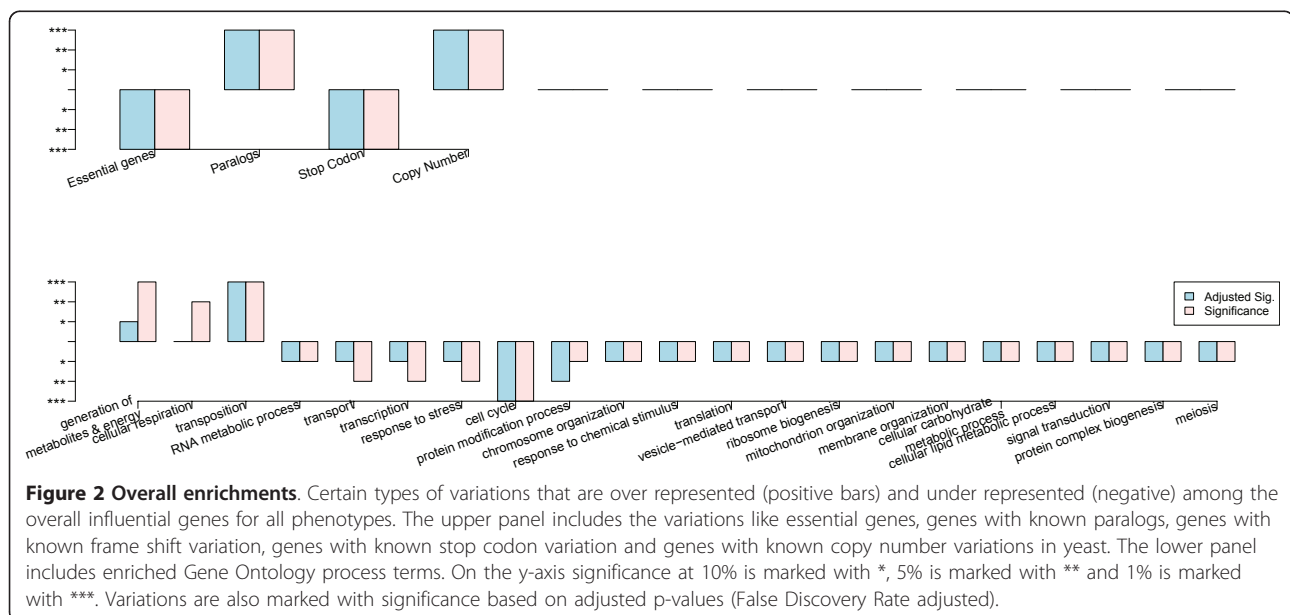 ***
**
*
*
**
***
Essential genes
Paralogs
Stop Codon
Copy Number
***
**
*
*
**
***
Adjusted Sig.
Significance
generation of
metabolites & energy
cellular respiration
transposition
RNA metabolic process
transport
transcription
response to stress
cell cycle
protein modification process
chromosome organization
response to chemical stimulus
translation
vesicle−mediated transport
ribosome biogenesis
mitochondrion organization
membrane organization
cellular carbohydrate
metabolic process
cellular lipid metabolic process
signal transduction
protein complex biogenesis
meiosis
Figure 2 Overall enrichments. Certain types of variations that are over represented (positive bars) and under represented (negative) among the
overall influential genes for all phenotypes. The upper panel includes the variations like essential genes, genes with known paralogs, genes with
known frame shift variation, genes with known stop codon variation and genes with known copy number variations in yeast. The lower panel
includes enriched Gene Ontology process terms. On the y-axis significance at 10% is marked with *, 5% is marked with ** and 1% is marked
with ***. Variations are also marked with significance based on adjusted p-values (False Discovery Rate adjusted).